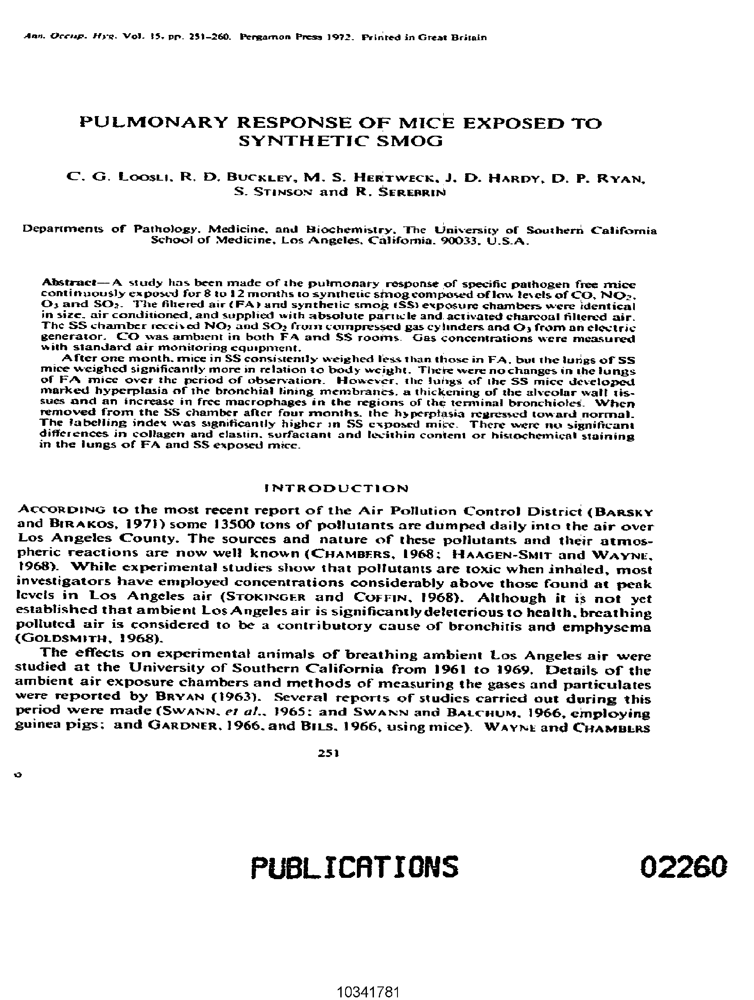 Ann. Occup. Hyg. Vol. 15, pp. 251–260. Pergamon Press 1972. Printed in Great Britain
PULMONARY RESPONSE OF MICE EXPOSED TO
SYNTHETIC SMOG
C. G. LOOSLI, R. D. BUCKLEY, M. S. HERTWECK, J. D. HARDY, D. P. RYAN,
S. STINSON and R. SEREBRIN
Departments of Pathology, Medicine, and Biochemistry, The University of Southern California
School of Medicine, Los Angeles, California, 90033, U.S.A.
Abstract—A study has been made of the pulmonary response of specific pathogen free mice
continuously exposed for 8 to 12 months to synthetic smog composed of low levels of CO, NO₂,
O₃ and SO₂. The filtered air (FA) and synthetic smog (SS) exposure chambers were identical
in size, air conditioned, and supplied with absolute particle and activated charcoal filtered air.
The SS chamber received NO₂ and SO₂ from compressed gas cylinders and O₃ from an electric
generator. CO was ambient in both FA and SS rooms. Gas concentrations were measured
with standard air monitoring equipment.
After one month, mice in SS consistently weighed less than those in FA, but the lungs of SS
mice weighed significantly more in relation to body weight. There were no changes in the lungs
of FA mice over the period of observation. However, the lungs of the SS mice developed
marked hyperplasia of the bronchial lining membranes, a thickening of the alveolar wall tis-
sues and an increase in free macrophages in the regions of the terminal bronchioles. When
removed from the SS chamber after four months, the hyperplasia regressed toward normal.
The labelling index was significantly higher in SS exposed mice. There were no significant
differences in collagen and elastin, surfactant and lecithin content or histochemical staining
in the lungs of FA and SS exposed mice.
INTRODUCTION
ACCORDING to the most recent report of the Air Pollution Control District (BARSKY
and BIRAKOS, 1971) some 13500 tons of pollutants are dumped daily into the air over
Los Angeles County. The sources and nature of these pollutants and their atmos-
pheric reactions are now well known (CHAMBERS, 1968; HAAGEN-SMIT and WAYNE,
1968). While experimental studies show that pollutants are toxic when inhaled, most
investigators have employed concentrations considerably above those found at peak
levels in Los Angeles air (STOKINGER and COFFIN, 1968). Although it is not yet
established that ambient Los Angeles air is significantly deleterious to health, breathing
polluted air is considered to be a contributory cause of bronchitis and emphysema
(GOLDSMITH, 1968).
The effects on experimental animals of breathing ambient Los Angeles air were
studied at the University of Southern California from 1961 to 1969. Details of the
ambient air exposure chambers and methods of measuring the gases and particulates
were reported by BRYAN (1963). Several reports of studies carried out during this
period were made (SWANN, et al., 1965; and SWANN and BALCHUM, 1966, employing
guinea pigs; and GARDNER, 1966, and BILS, 1966, using mice). WAYNE and CHAMBERS
251
PUBLICATIONS 02260
10341781